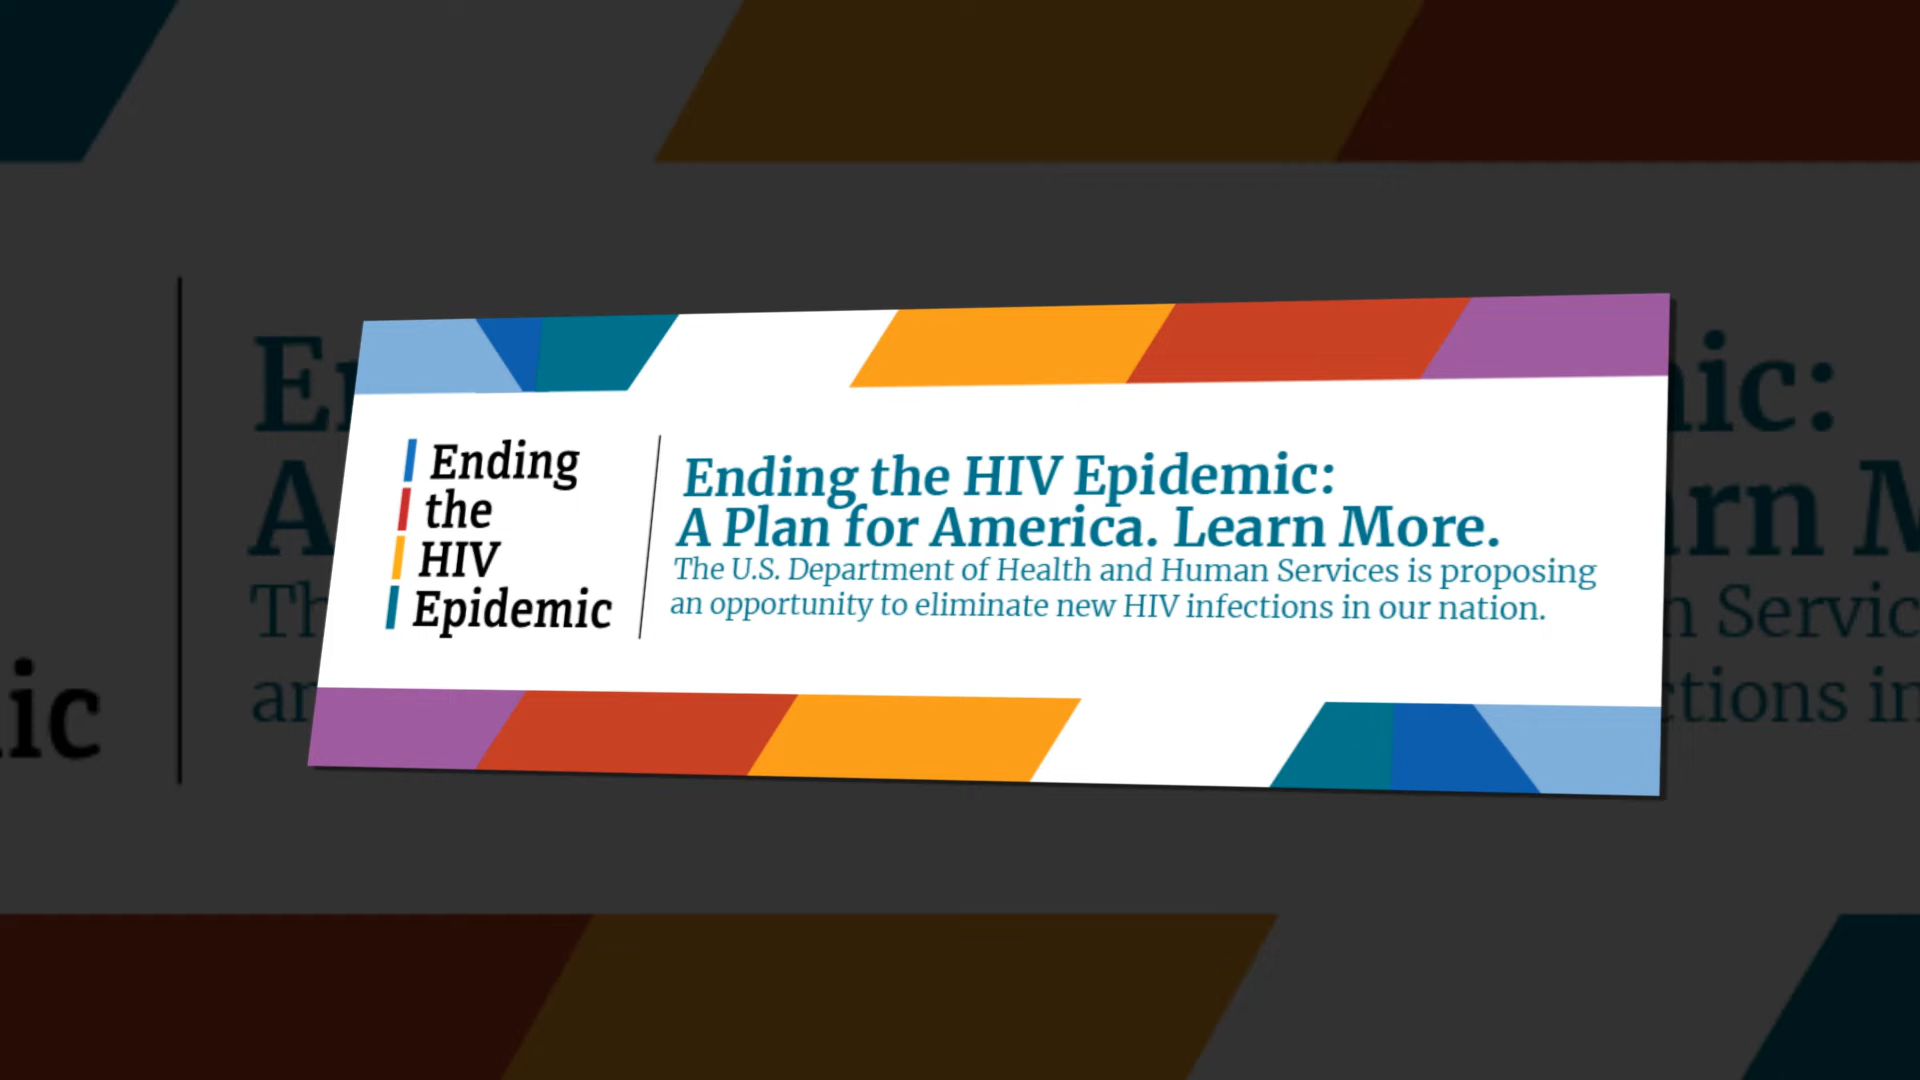 Ending
the
HIV
Epidemic
Ending the HIV Epidemic:
A Plan for America. Learn More.
The U.S. Department of Health and Human Services is proposing
an opportunity to eliminate new HIV infections in our nation.